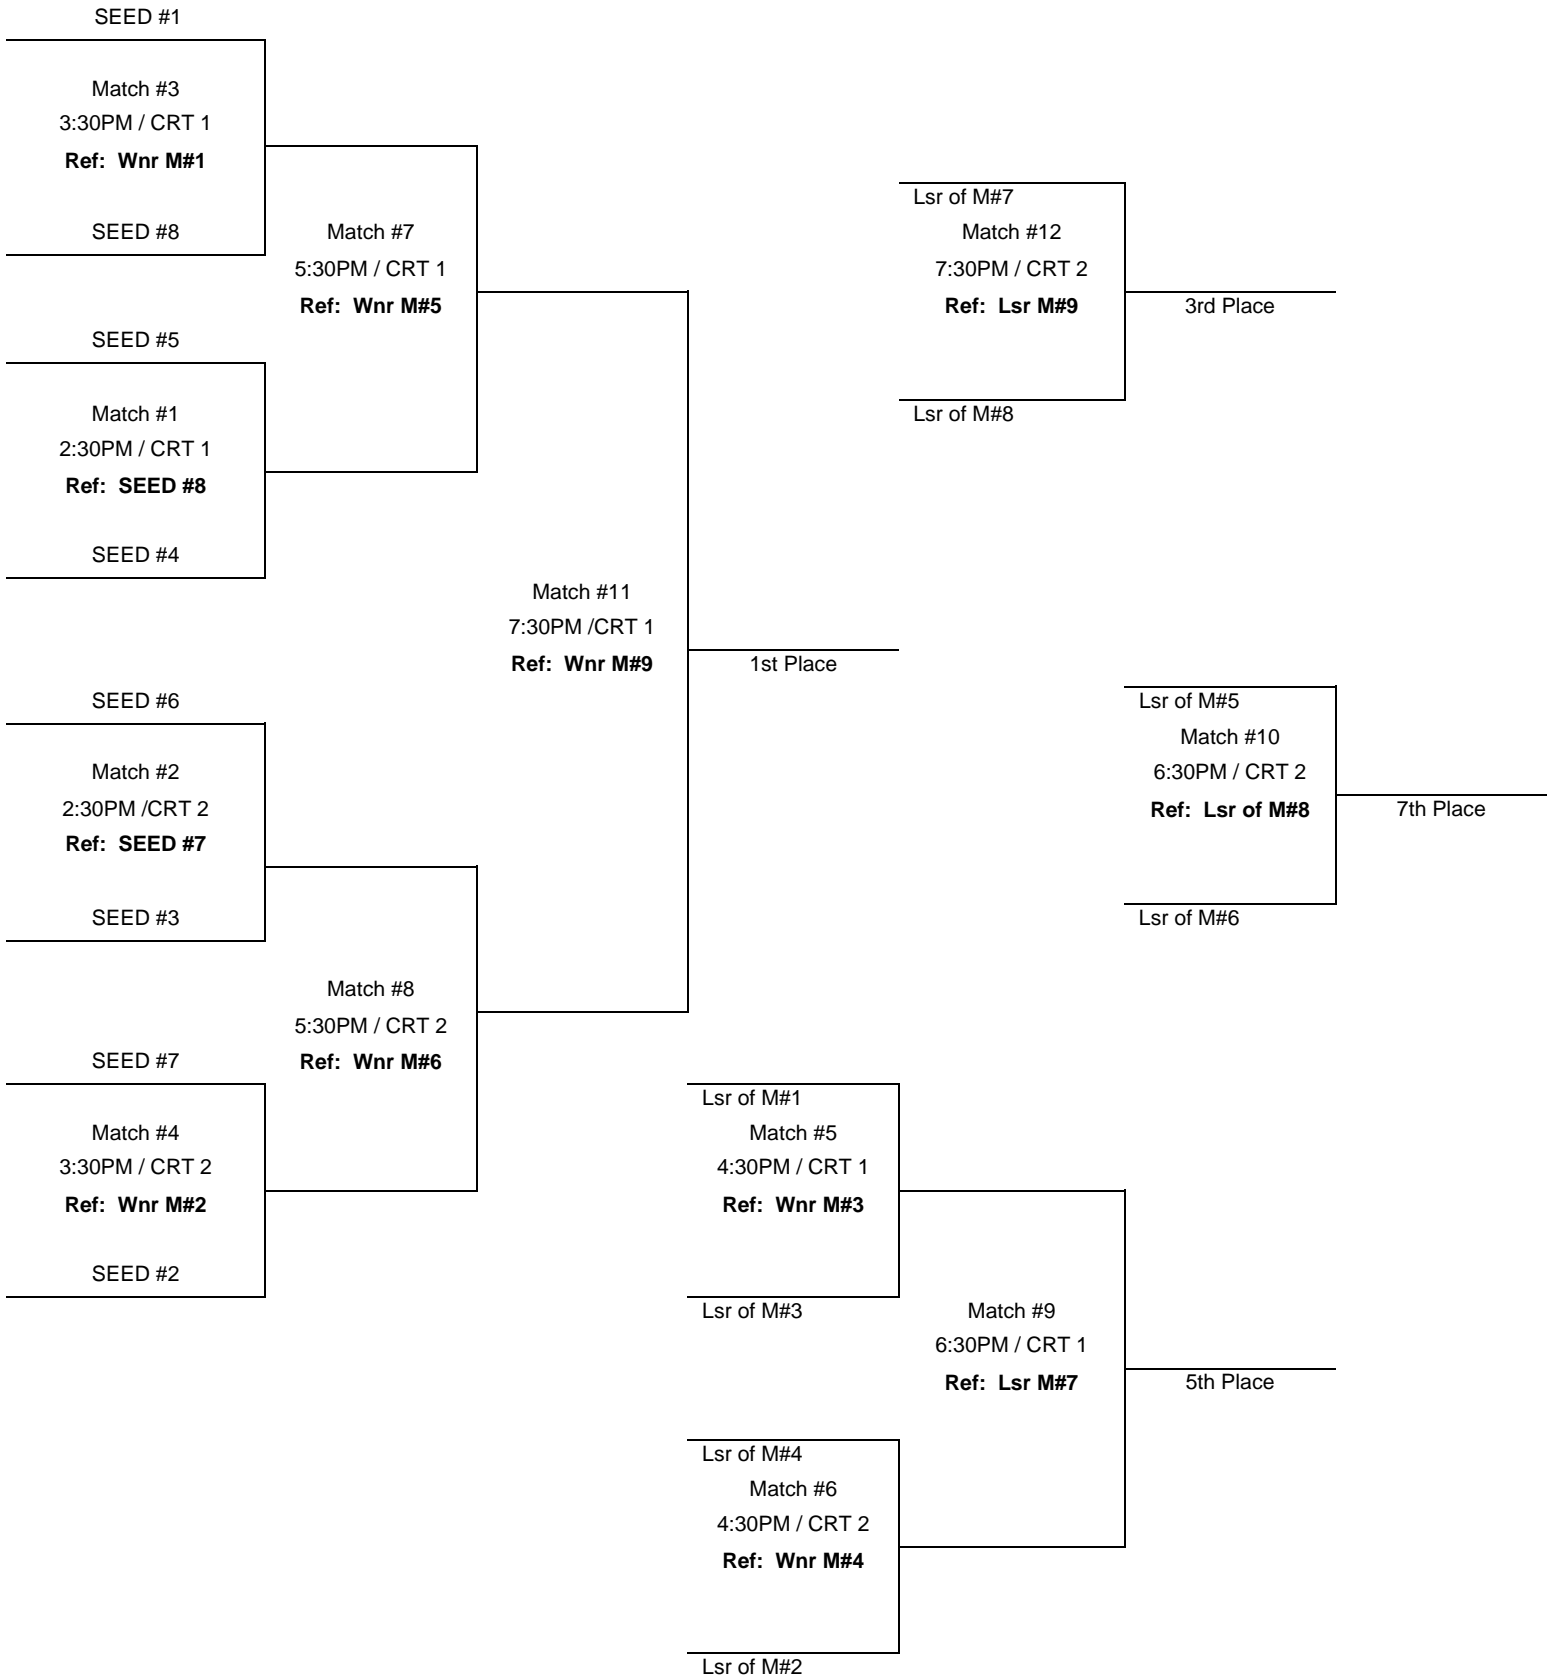 SEED #1
Match #3
3:30PM / CRT 1
Ref:  Wnr M#1
SEED #8
Match #7
5:30PM / CRT 1
Ref:  Wnr M#5
SEED #5
Match #1
2:30PM / CRT 1
Ref:  SEED #8
SEED #4
Match #11
7:30PM /CRT 1
Ref:  Wnr M#9
1st Place
SEED #6
Match #2
2:30PM /CRT 2
Ref:  SEED #7
SEED #3
Match #8
5:30PM / CRT 2
Ref:  Wnr M#6
SEED #7
Match #4
3:30PM / CRT 2
Ref:  Wnr M#2
SEED #2
Lsr of M#7
Match #12
7:30PM / CRT 2
Ref:  Lsr M#9
3rd Place
Lsr of M#8
Lsr of M#5
Match #10
6:30PM / CRT 2
Ref:  Lsr of M#8
7th Place
Lsr of M#6
Lsr of M#1
Match #5
4:30PM / CRT 1
Ref:  Wnr M#3
Lsr of M#3
Match #9
6:30PM / CRT 1
Ref:  Lsr M#7
5th Place
Lsr of M#4
Match #6
4:30PM / CRT 2
Ref:  Wnr M#4
Lsr of M#2